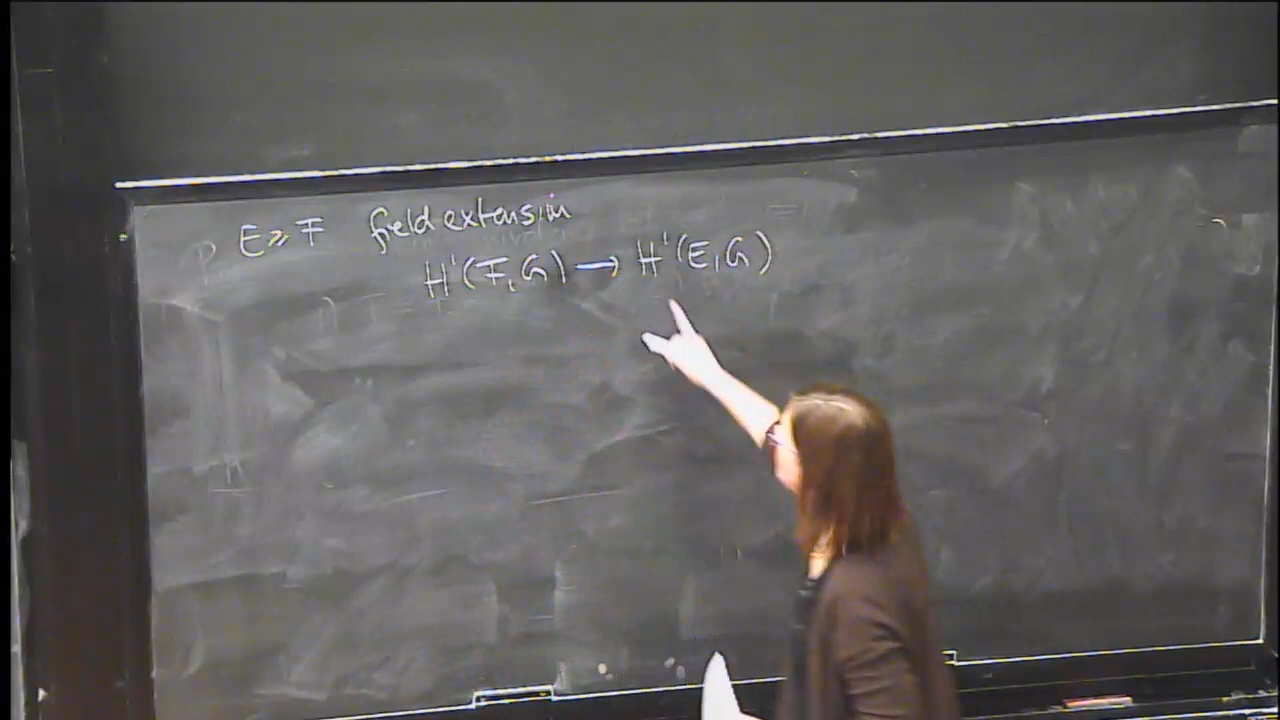 E ⩾ F field extension
H¹(F, G) → H¹(E, G)